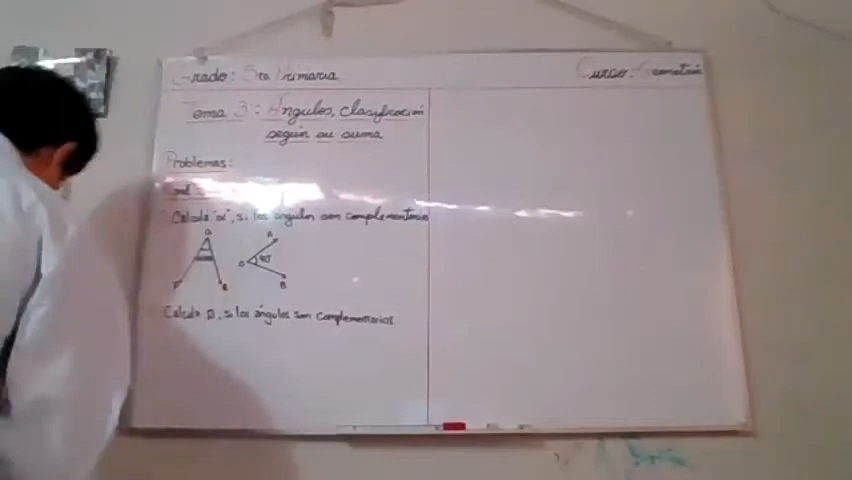 Grado: 5to Primaria
Curso: Geometria
Tema 3: Ángulos, clasificación
según su suma
Problemas:
Calcula "α", si los ángulos son complementarios
A
O
B
Calcula β, si los ángulos son complementarios